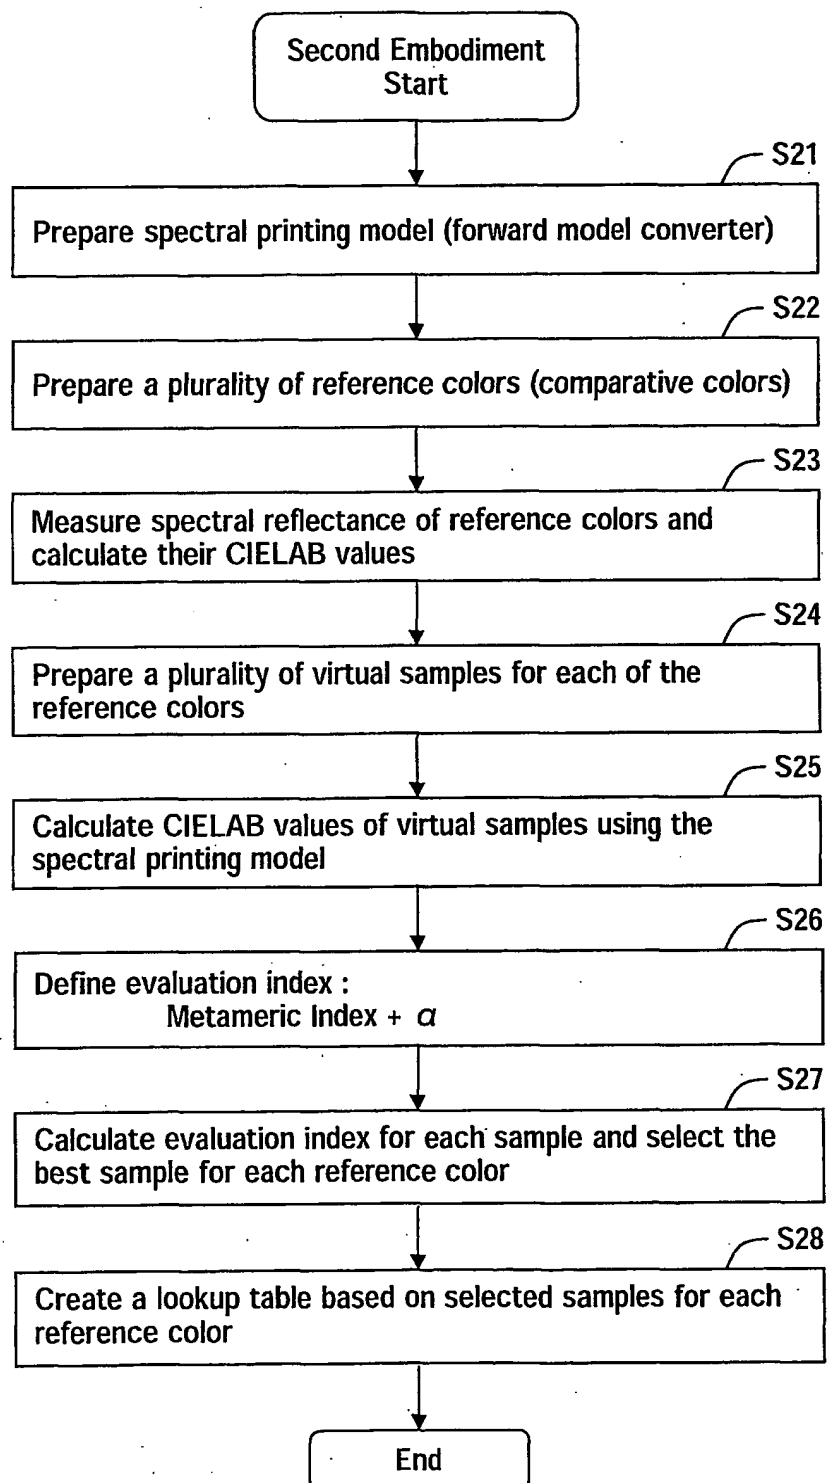 Second Embodiment
Start
S21
Prepare spectral printing model (forward model converter)
S22
Prepare a plurality of reference colors (comparative colors)
S23
Measure spectral reflectance of reference colors and
calculate their CIELAB values
S24
Prepare a plurality of virtual samples for each of the
reference colors
S25
Calculate CIELAB values of virtual samples using the
spectral printing model
S26
Define evaluation index :
Metameric Index + α
S27
Calculate evaluation index for each sample and select the
best sample for each reference color
S28
Create a lookup table based on selected samples for each
reference color
End